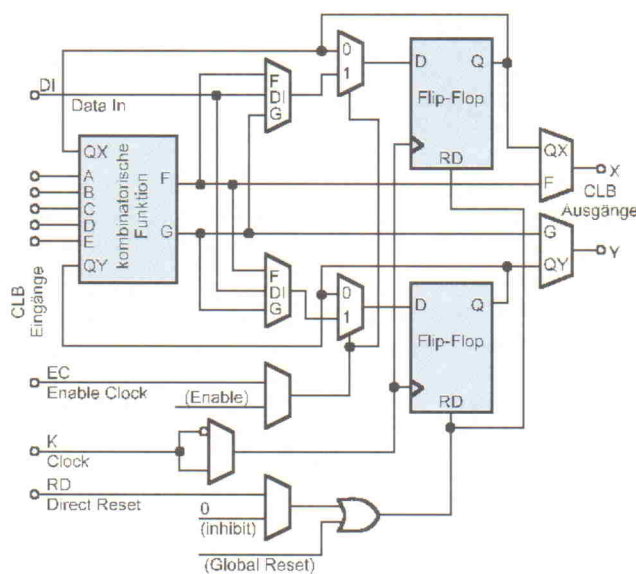 DI
Data In
QX
A
B
C
D
E
QY
kombinatorische
Funktion
F
G
CLB
Eingänge
F
DI
G
0
1
D
Q
Flip-Flop
RD
QX
F
X
CLB
Ausgänge
G
QY
Y
F
DI
G
0
1
D
Q
Flip-Flop
RD
EC
Enable Clock
(Enable)
K
Clock
RD
Direct Reset
0
(inhibit)
(Global Reset)